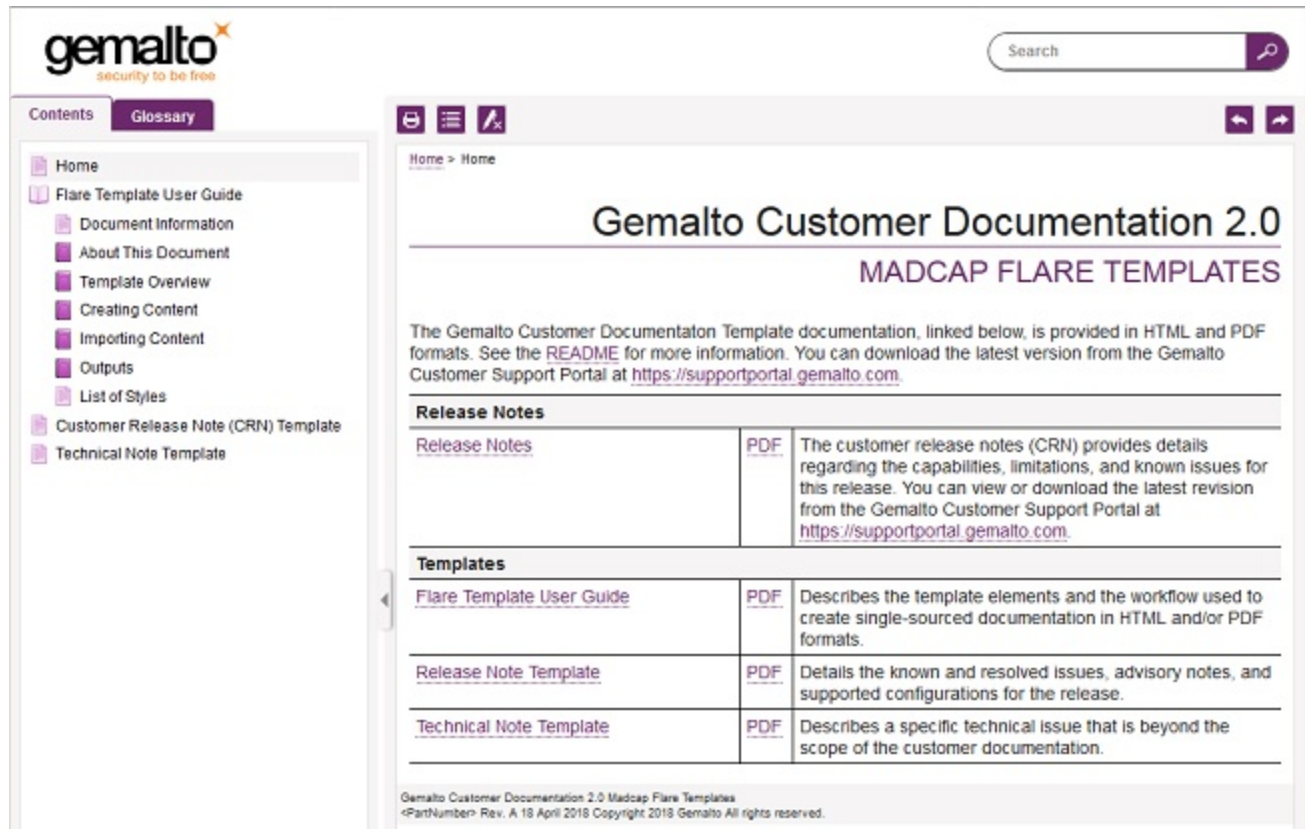 gemalto
security to be free
Search
Contents
Glossary
Home
Flare Template User Guide
Document Information
About This Document
Template Overview
Creating Content
Importing Content
Outputs
List of Styles
Customer Release Note (CRN) Template
Technical Note Template
Home > Home
Gemalto Customer Documentation 2.0
MADCAP FLARE TEMPLATES
The Gemalto Customer Documentaton Template documentation, linked below, is provided in HTML and PDF
formats. See the README for more information. You can download the latest version from the Gemalto
Customer Support Portal at https://supportportal.gemalto.com.
Release Notes
Release Notes
PDF
The customer release notes (CRN) provides details
regarding the capabilities, limitations, and known issues for
this release. You can view or download the latest revision
from the Gemalto Customer Support Portal at
https://supportportal.gemalto.com.
Templates
Flare Template User Guide
PDF
Describes the template elements and the workflow used to
create single-sourced documentation in HTML and/or PDF
formats.
Release Note Template
PDF
Details the known and resolved issues, advisory notes, and
supported configurations for the release.
Technical Note Template
PDF
Describes a specific technical issue that is beyond the
scope of the customer documentation.
Gemalto Customer Documentation 2.0 Madcap Flare Templates
<PartNumber> Rev. A 18 April 2018 Copyright 2018 Gemalto All rights reserved.